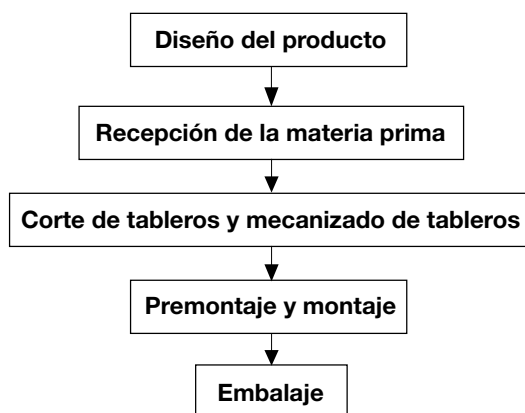 Diseño del producto
Recepción de la materia prima
Corte de tableros y mecanizado de tableros
Premontaje y montaje
Embalaje